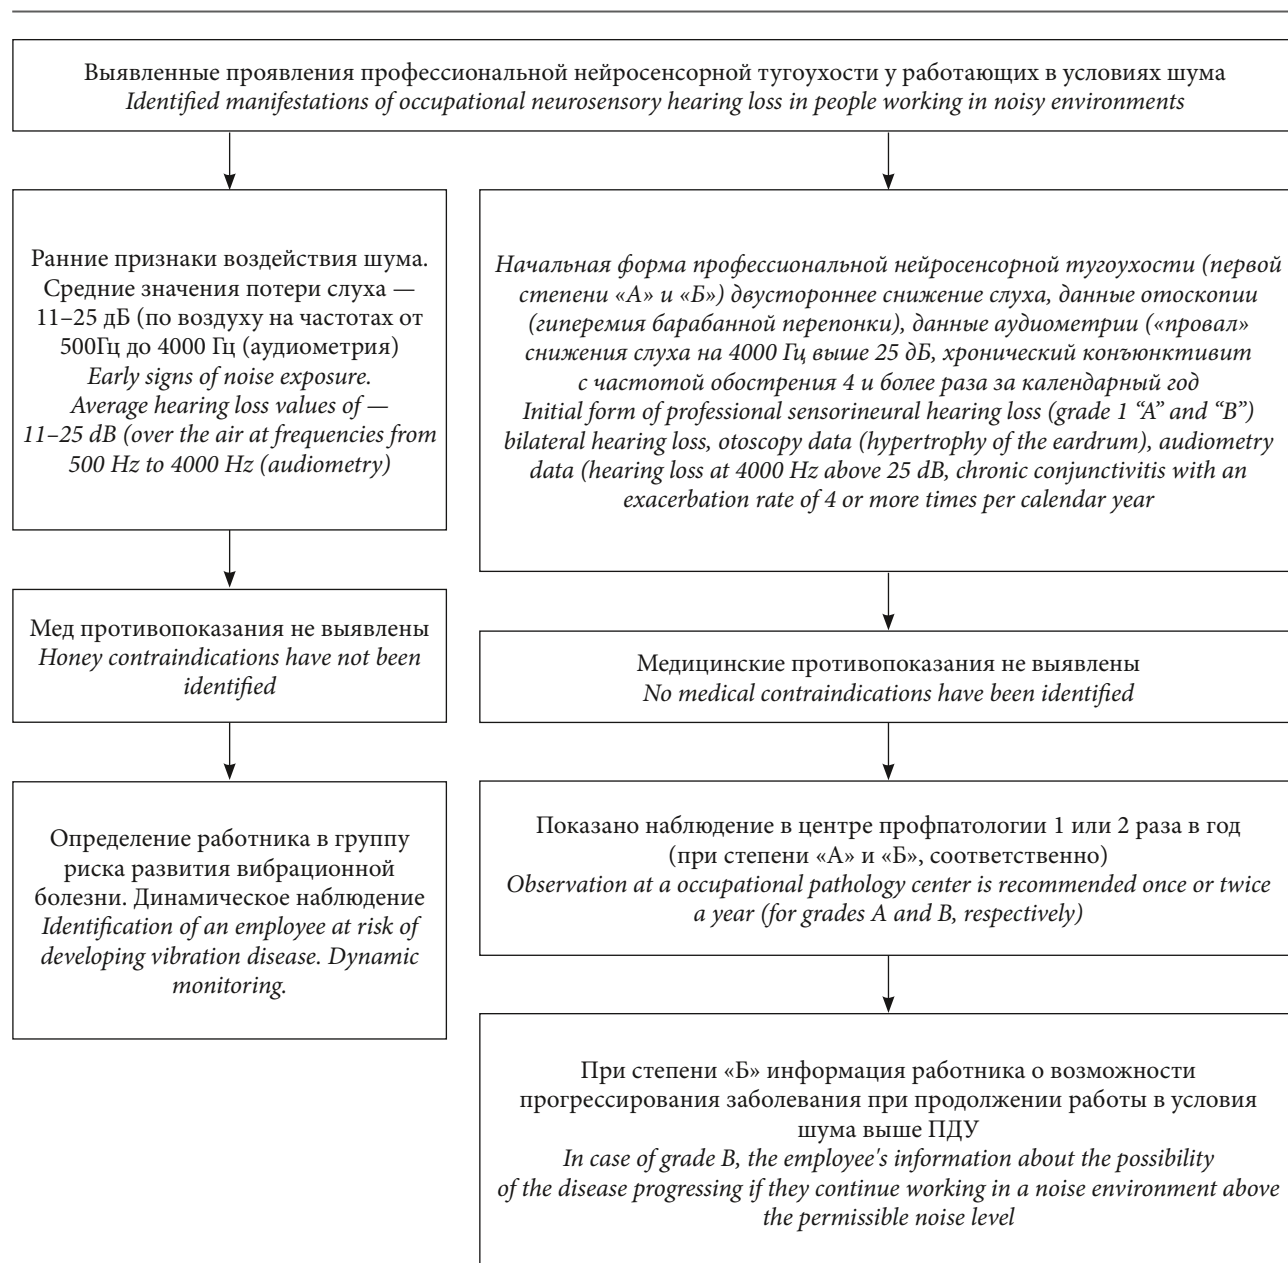 Выявленные проявления профессиональной нейросенсорной тугоухости у работающих в условиях шума
Identified manifestations of occupational neurosensory hearing loss in people working in noisy environments
Ранние признаки воздействия шума.
Средние значения потери слуха —
11–25 дБ (по воздуху на частотах от
500Гц до 4000 Гц (аудиометрия)
Early signs of noise exposure.
Average hearing loss values of —
11–25 dB (over the air at frequencies from
500 Hz to 4000 Hz (audiometry)
Мед противопоказания не выявлены
Honey contraindications have not been
identified
Определение работника в группу
риска развития вибрационной
болезни. Динамическое наблюдение
Identification of an employee at risk of
developing vibration disease. Dynamic
monitoring.
Начальная форма профессиональной нейросенсорной тугоухости (первой
степени «А» и «Б») двустороннее снижение слуха, данные отоскопии
(гиперемия барабанной перепонки), данные аудиометрии («провал»
снижения слуха на 4000 Гц выше 25 дБ, хронический конъюнктивит
с частотой обострения 4 и более раза за календарный год
Initial form of professional sensorineural hearing loss (grade 1 “A” and “B”)
bilateral hearing loss, otoscopy data (hypertrophy of the eardrum), audiometry
data (hearing loss at 4000 Hz above 25 dB, chronic conjunctivitis with an
exacerbation rate of 4 or more times per calendar year
Медицинские противопоказания не выявлены
No medical contraindications have been identified
Показано наблюдение в центре профпатологии 1 или 2 раза в год
(при степени «А» и «Б», соответственно)
Observation at a occupational pathology center is recommended once or twice
a year (for grades A and B, respectively)
При степени «Б» информация работника о возможности
прогрессирования заболевания при продолжении работы в условия
шума выше ПДУ
In case of grade B, the employee's information about the possibility
of the disease progressing if they continue working in a noise environment above
the permissible noise level